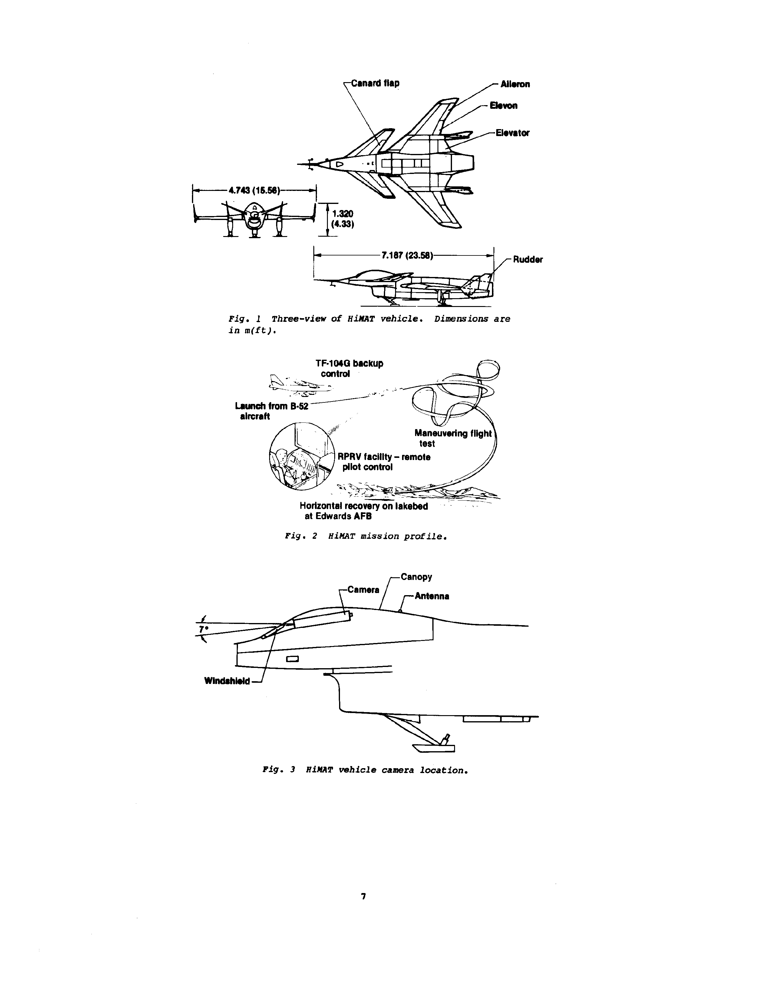 Canard flap
Aileron
Elevon
Elevator
4.743 (15.56)
1.320
(4.33)
7.187 (23.58)
Rudder
Fig. 1 Three-view of HiMAT vehicle. Dimensions are
in m(ft).
TF-104G backup
control
Launch from B-52
aircraft
Maneuvering flight
test
RPRV facility – remote
pilot control
Horizontal recovery on lakebed
at Edwards AFB
Fig. 2 HiMAT mission profile.
Canopy
Camera
Antenna
7°
Windshield
Fig. 3 HiMAT vehicle camera location.
7